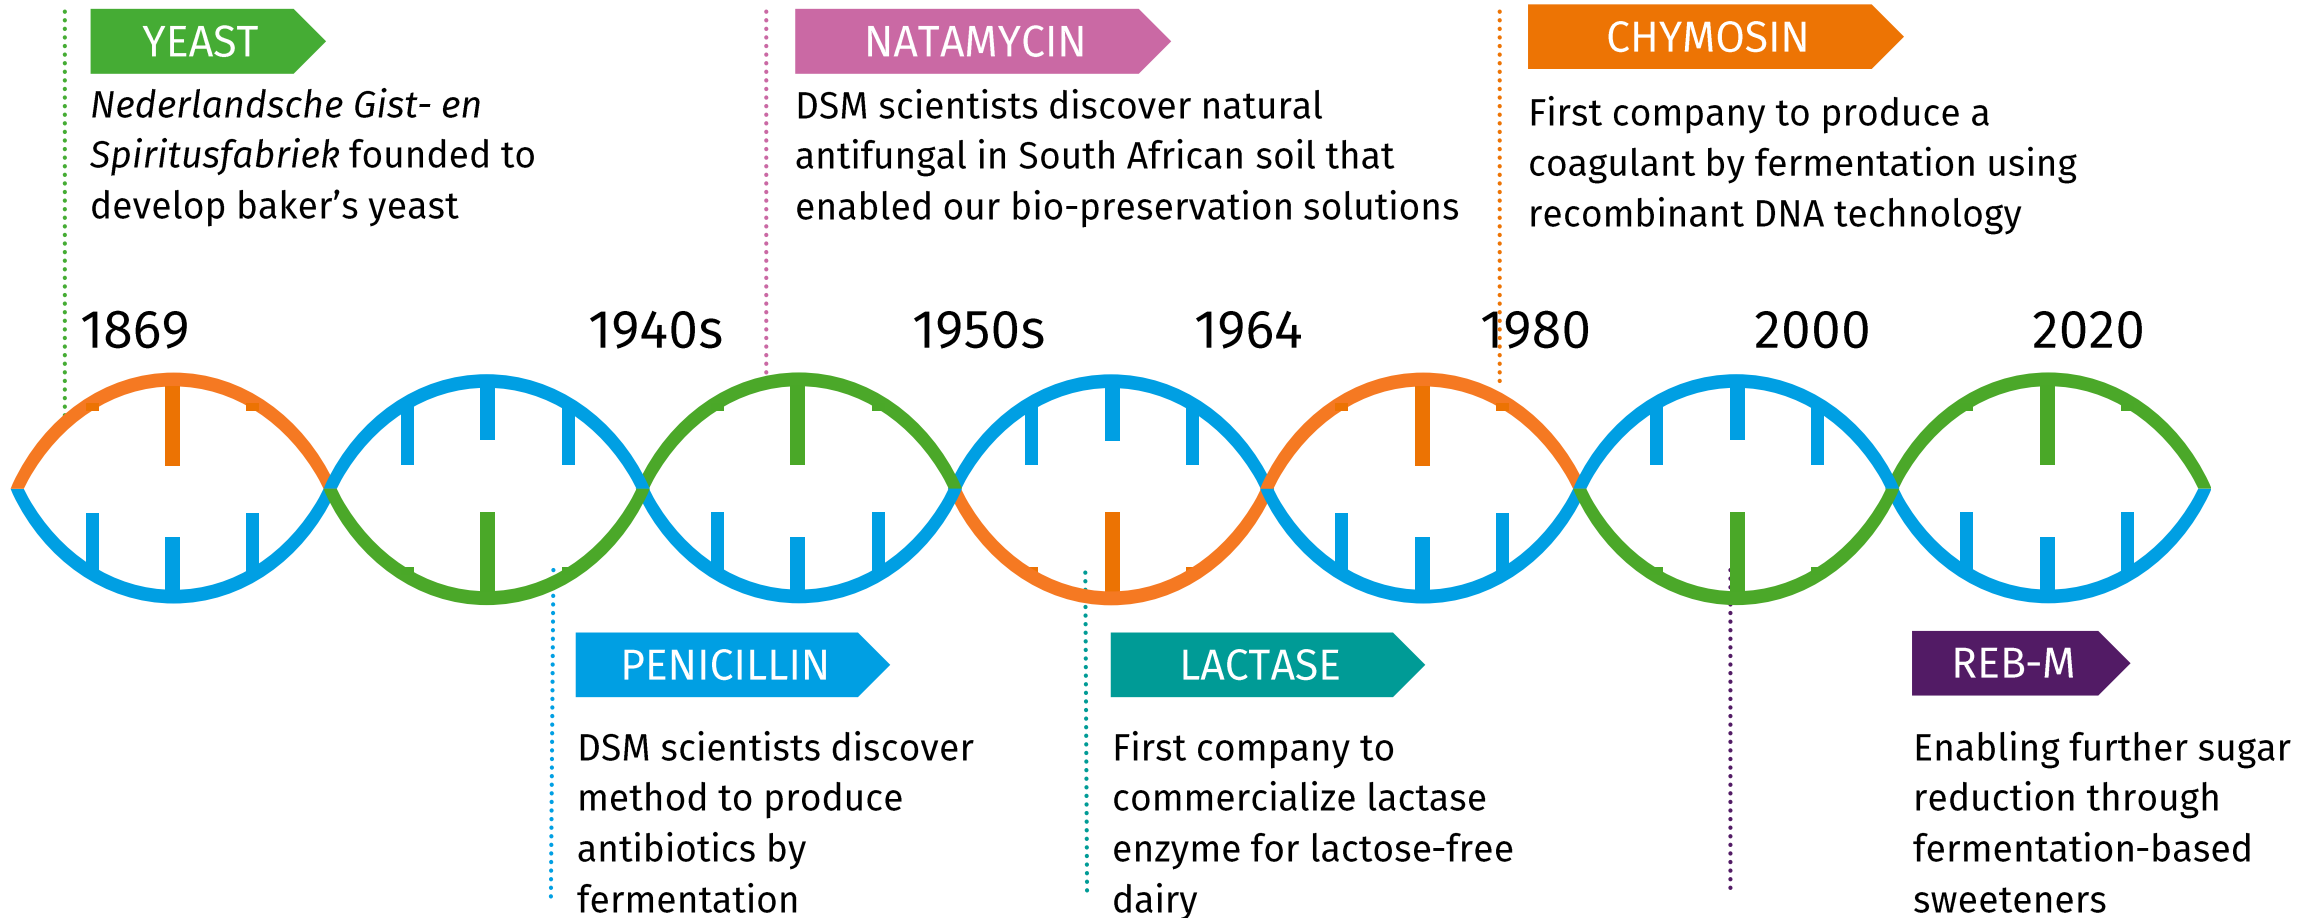 YEAST
Nederlandsche Gist- en
Spiritusfabriek founded to
develop baker’s yeast
NATAMYCIN
DSM scientists discover natural
antifungal in South African soil that
enabled our bio-preservation solutions
CHYMOSIN
First company to produce a
coagulant by fermentation using
recombinant DNA technology
1869
1940s
1950s
1964
1980
2000
2020
PENICILLIN
DSM scientists discover
method to produce
antibiotics by
fermentation
LACTASE
First company to
commercialize lactase
enzyme for lactose-free
dairy
REB-M
Enabling further sugar
reduction through
fermentation-based
sweeteners